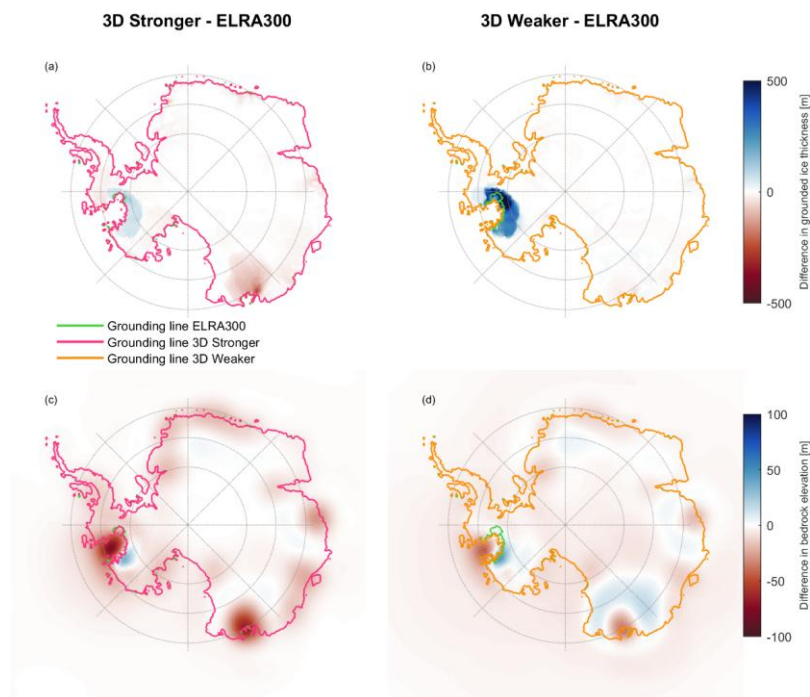 3D Stronger - ELRA300
3D Weaker - ELRA300
(a)
(b)
500
0
-500
Difference in grounded ice thickness [m]
Grounding line ELRA300
Grounding line 3D Stronger
Grounding line 3D Weaker
(c)
(d)
100
50
0
-50
-100
Difference in bedrock elevation [m]